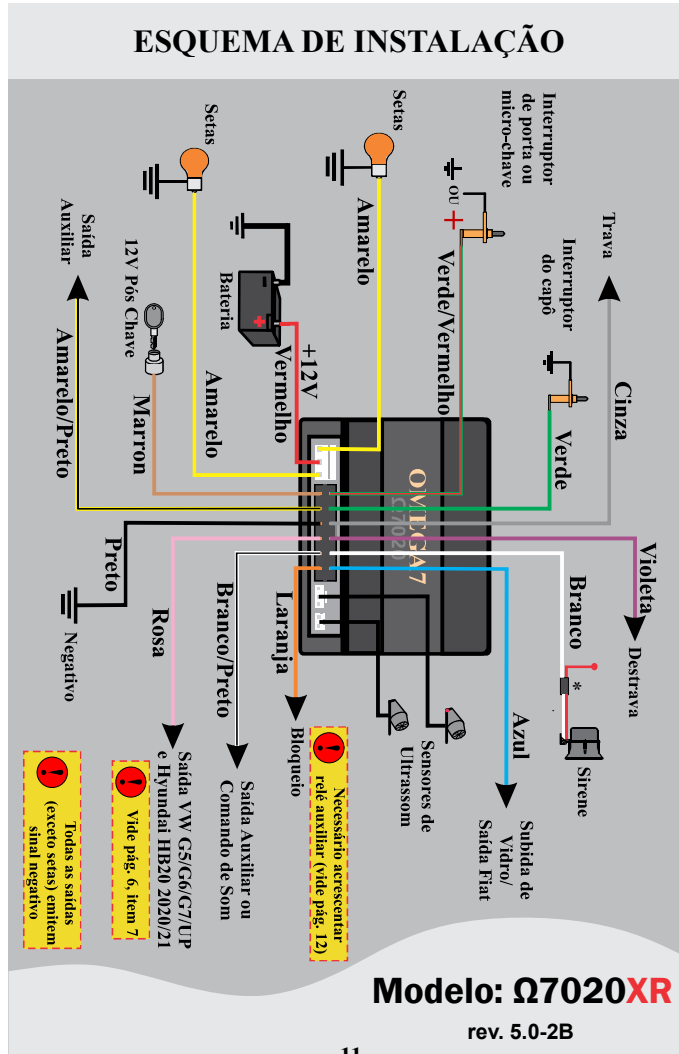 ESQUEMA DE INSTALAÇÃO
Setas
Setas
Interruptor
de porta ou
micro-chave
Trava
Interruptor
do capô
Saída
Auxiliar
12V Pós Chave
Bateria
OU
+
Amarelo
Verde/Vermelho
Cinza
Verde
+12V
Vermelho
Amarelo
Marron
Amarelo/Preto
OMEGA7
Ω7020
Preto
Negativo
Rosa
Branco/Preto
Laranja
Bloqueio
Azul
Branco
Violeta
Destrava
*
Sirene
Sensores de
Ultrassom
Subida de
Vidro/
Saída Fiat
Saída Auxiliar ou
Comando de Som
Saída VW G5/G6/G7/UP
e Hyundai HB20 2020/21
! Necessário acrescentar
relé auxiliar (vide pág. 12)
! Vide pág. 6, item 7
! Todas as saídas
(exceto setas) emitem
sinal negativo
Modelo: Ω7020XR
rev. 5.0-2B
11